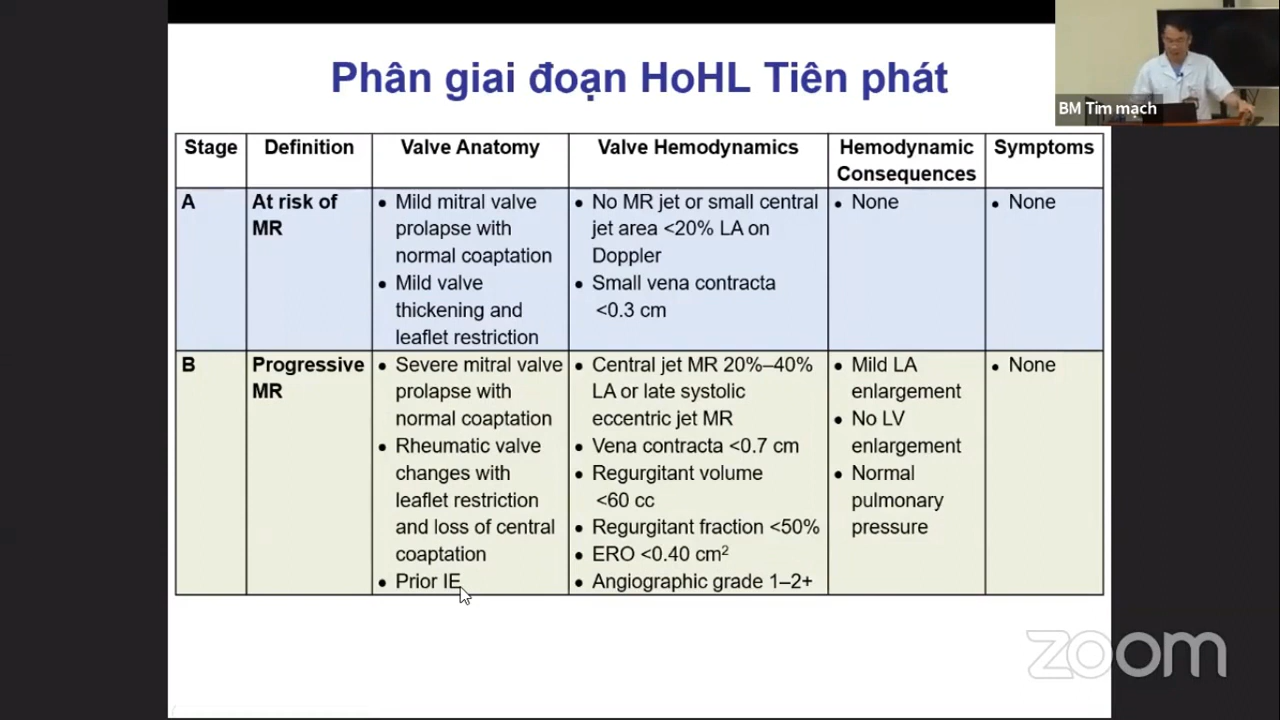 Phân giai đoạn HoHL Tiên phát
BM Tim mạch
Stage
Definition
Valve Anatomy
Valve Hemodynamics
Hemodynamic
Consequences
Symptoms
A
At risk of
MR
• Mild mitral valve
prolapse with
normal coaptation
• Mild valve
thickening and
leaflet restriction
• No MR jet or small central
jet area <20% LA on
Doppler
• Small vena contracta
<0.3 cm
• None
• None
B
Progressive
MR
• Severe mitral valve
prolapse with
normal coaptation
• Rheumatic valve
changes with
leaflet restriction
and loss of central
coaptation
• Prior IE
• Central jet MR 20%–40%
LA or late systolic
eccentric jet MR
• Vena contracta <0.7 cm
• Regurgitant volume
<60 cc
• Regurgitant fraction <50%
• ERO <0.40 cm²
• Angiographic grade 1–2+
• Mild LA
enlargement
• No LV
enlargement
• Normal
pulmonary
pressure
• None
zoom